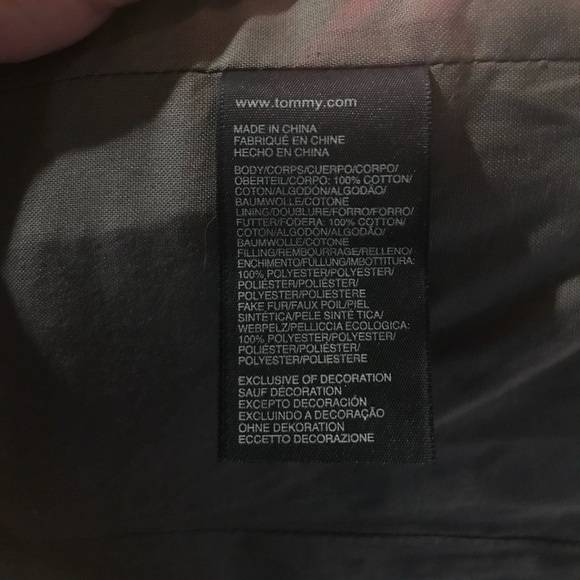 www.tommy.com
MADE IN CHINA
FABRIQUÉ EN CHINE
HECHO EN CHINA
BODY/CORPS/CUERPO/CORPO/
OBERTEIL/CORPO: 100% COTTON/
COTON/ALGODON/ALGODÃO/
BAUMWOLLE/COTONE
LINING/DOUBLURE/FORRO/FORRO/
FUTTER/FODERA: 100% COTTON/
COTON/ALGODON/ALGODÃO/
BAUMWOLLE/COTONE
FILLING/REMBOURRAGE/RELLENO/
ENCHIMENTO/FÜLLUNG/IMBOTTITURA:
100% POLYESTER/POLYESTER/
POLIÉSTER/POLIÉSTER/
POLYESTER/POLIESTERE
FAKE FUR/FAUX POIL/PIEL
SINTÉTICA/PELE SINTÉ TICA/
WEBPELZ/PELLICCIA ECOLOGICA:
100% POLYESTER/POLYESTER/
POLIÉSTER/POLIÉSTER/
POLYESTER/POLIESTERE
EXCLUSIVE OF DECORATION
SAUF DÉCORATION
EXCEPTO DECORACIÓN
EXCLUINDO A DECORAÇÃO
OHNE DEKORATION
ECCETTO DECORAZIONE